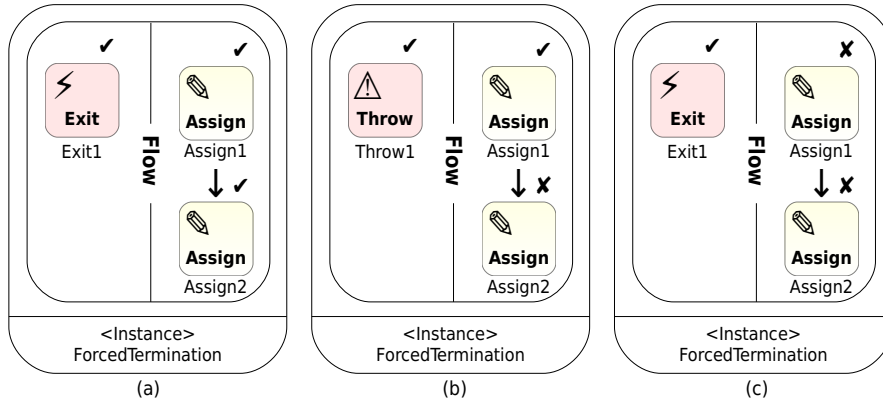 ✔
✔
Exit
Assign
Exit1
Flow
Assign1
✔
Assign
Assign2
<Instance>
ForcedTermination
(a)
✔
✔
Throw
Assign
Throw1
Flow
Assign1
✘
Assign
Assign2
<Instance>
ForcedTermination
(b)
✔
✘
Exit
Assign
Exit1
Flow
Assign1
✘
Assign
Assign2
<Instance>
ForcedTermination
(c)